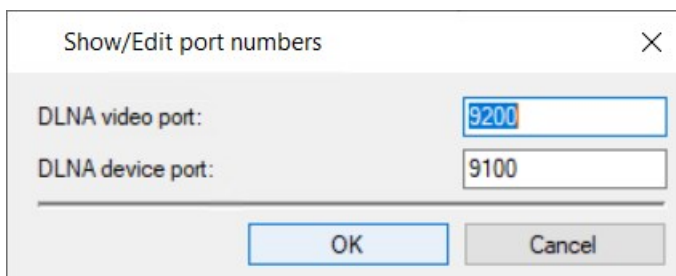 Show/Edit port numbers
DLNA video port: 9200
DLNA device port: 9100
OK Cancel